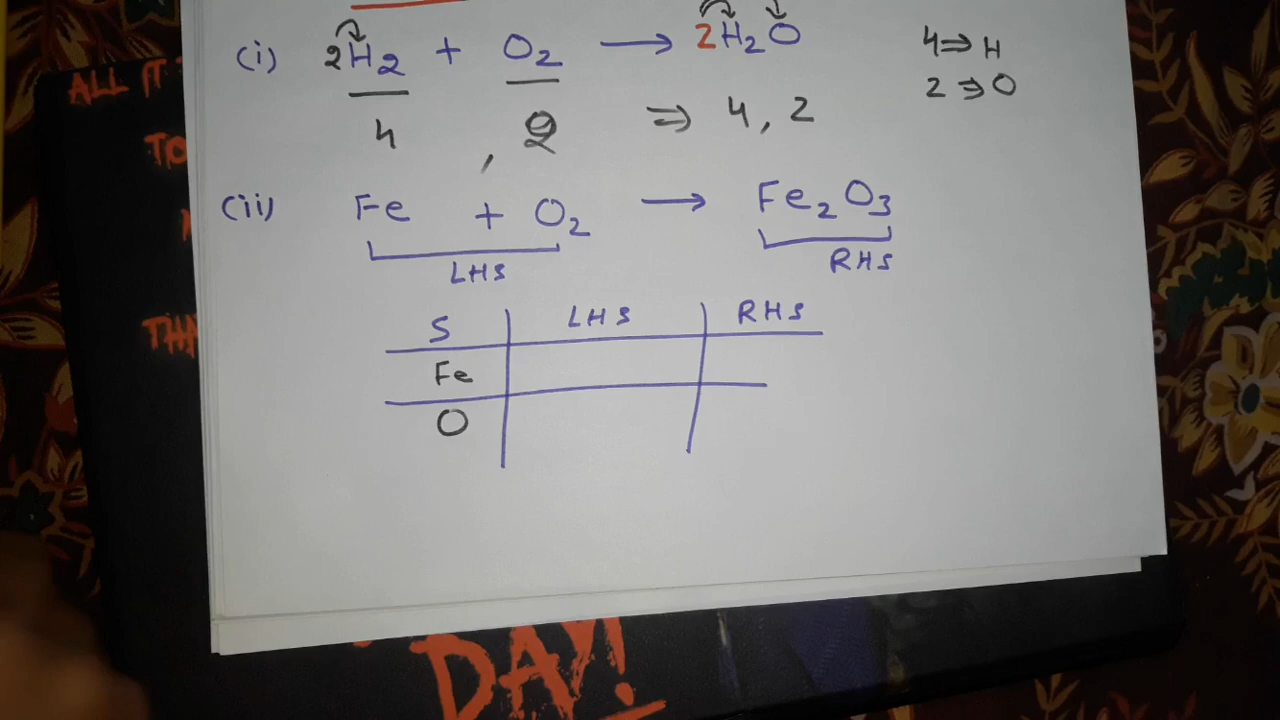 (i) 2H2 + O2 → 2H2O 4⇒H
2⇒O
4 , 2 ⇒ 4, 2
(ii) Fe + O2 → Fe2O3
LHS RHS
S LHS RHS
Fe
O
ALL IT
TO
DAY!